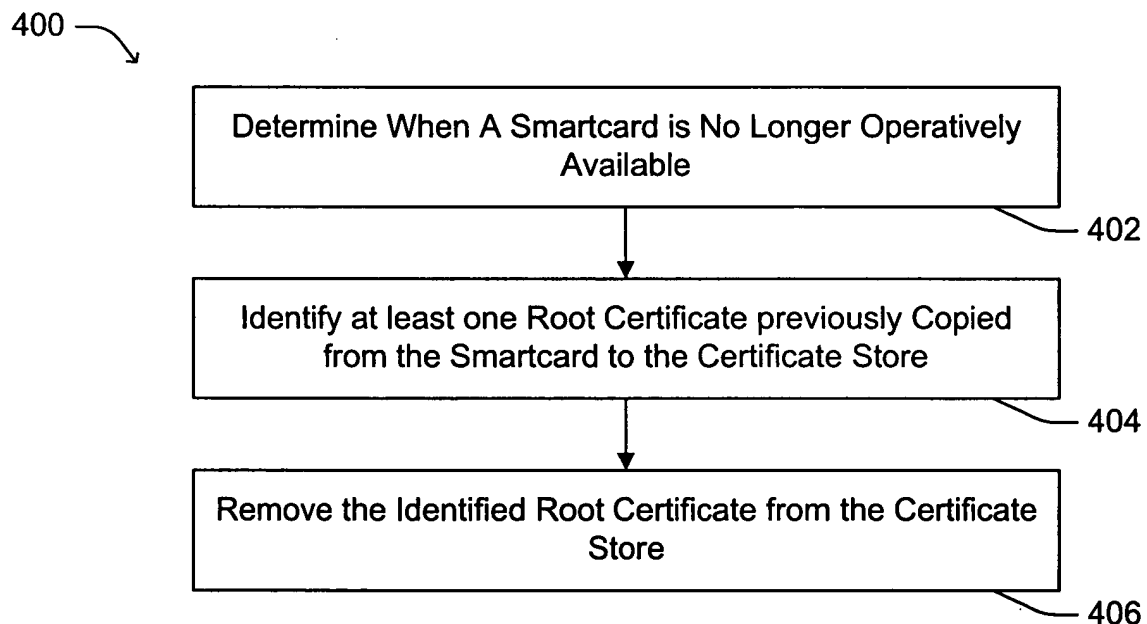 400
Determine When A Smartcard is No Longer Operatively
Available
402
Identify at least one Root Certificate previously Copied
from the Smartcard to the Certificate Store
404
Remove the Identified Root Certificate from the Certificate
Store
406